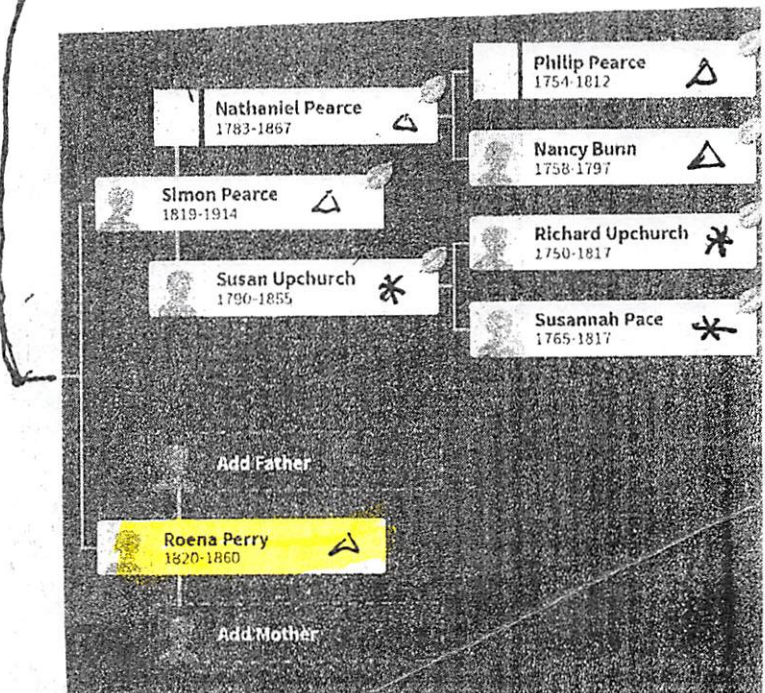 Philip Pearce
1754-1812
Nathaniel Pearce
1783-1867
Nancy Bunn
1758-1797
Simon Pearce
1819-1914
Richard Upchurch
1750-1817
Susan Upchurch
1790-1855
Susannah Pace
1765-1817
Add Father
Roena Perry
1820-1860
Add Mother